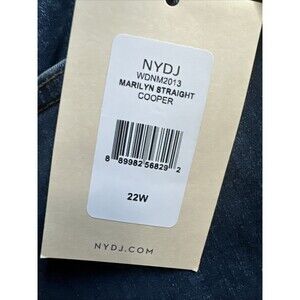 NYDJ
WDNM2013
MARILYN STRAIGHT
COOPER
8 89982 56829 2
22W
NYDJ.COM